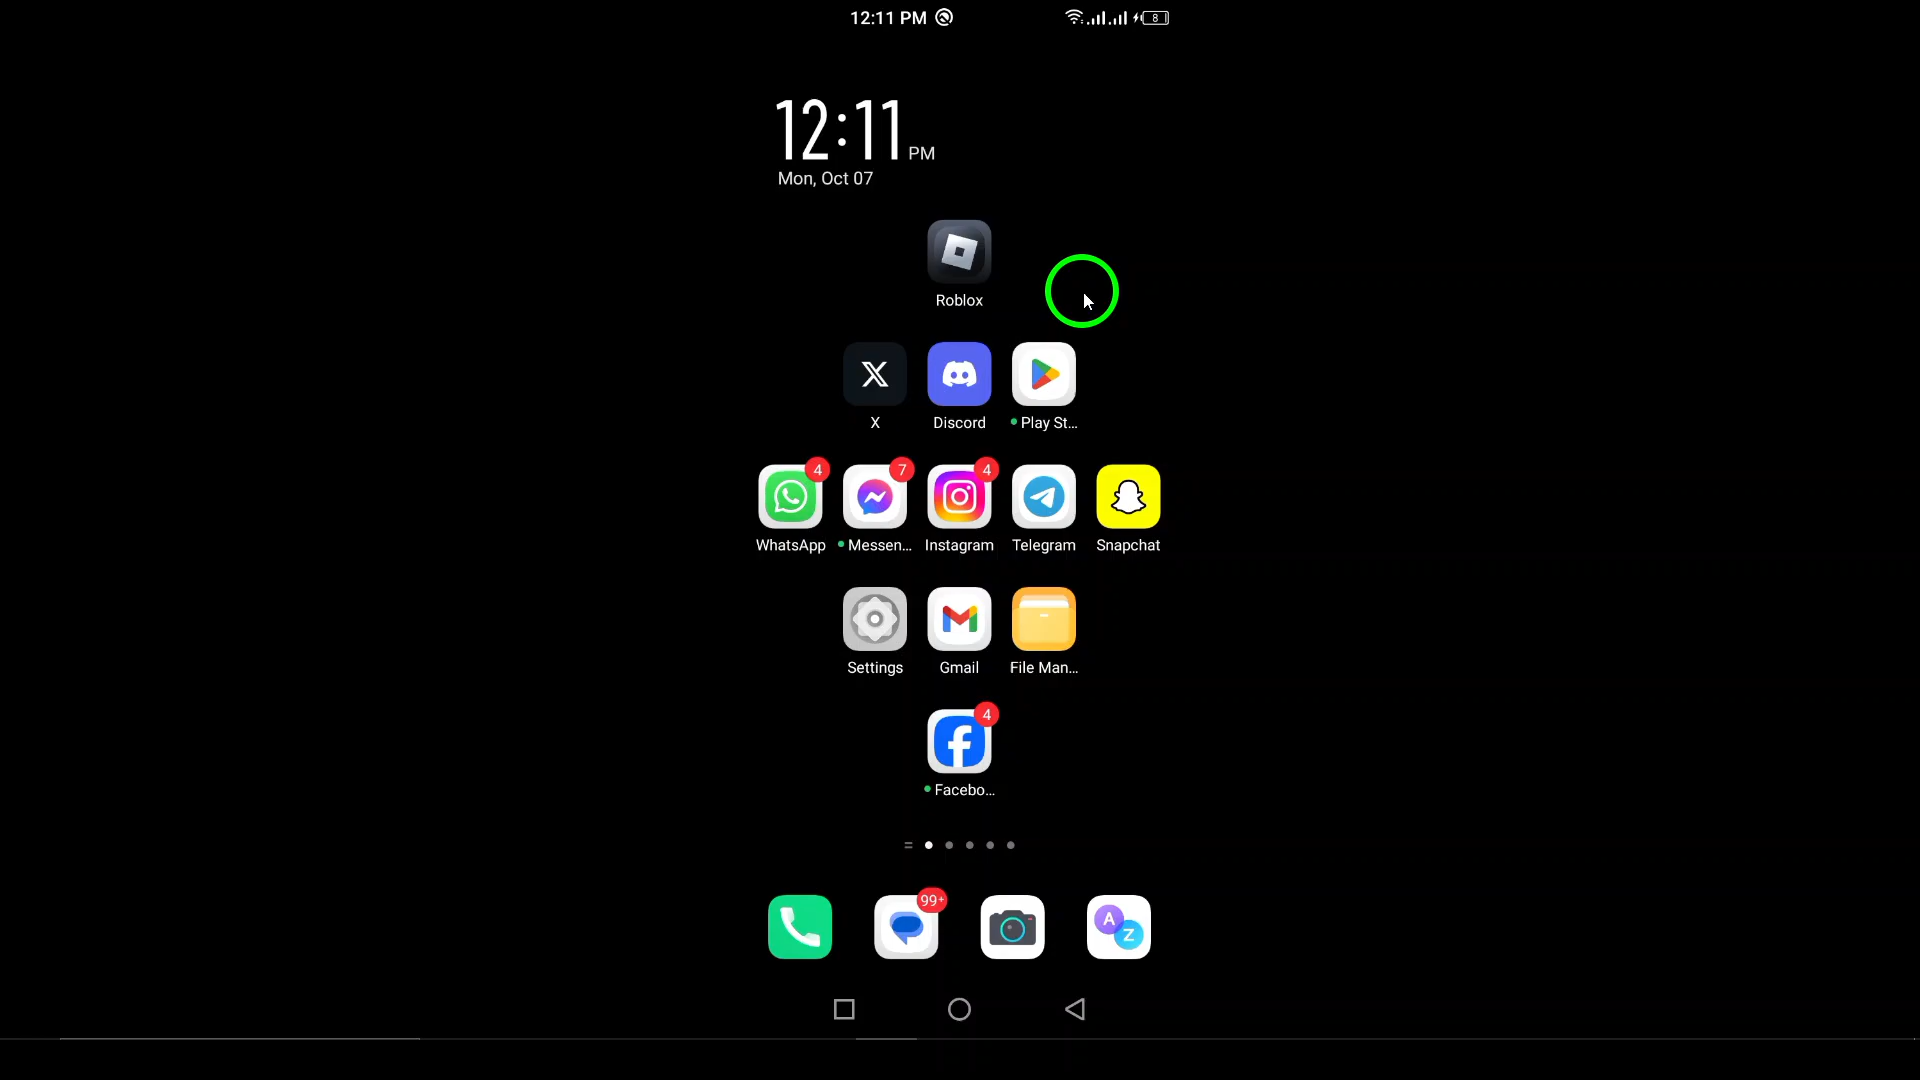 12:11 PM
8
12:11 PM
Mon, Oct 07
Roblox
X
Discord
Play St...
4
7
4
WhatsApp
Messen...
Instagram
Telegram
Snapchat
Settings
Gmail
File Man...
4
Facebo...
99+
A
Z